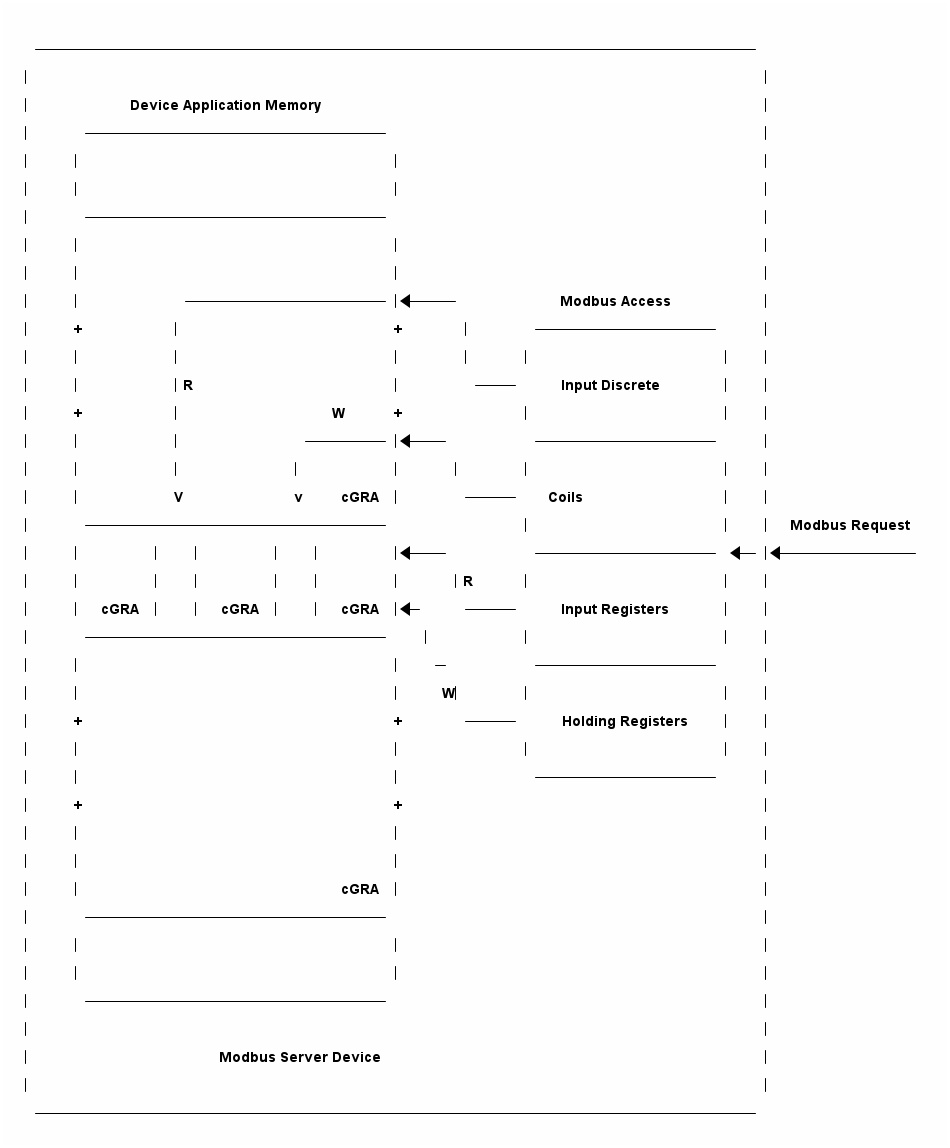 Device Application Memory
Modbus Access
+ +
R Input Discrete
W
+ +
V v cGRA Coils
Modbus Request
R
cGRA cGRA cGRA Input Registers
W
+ + Holding Registers
+ +
cGRA
Modbus Server Device